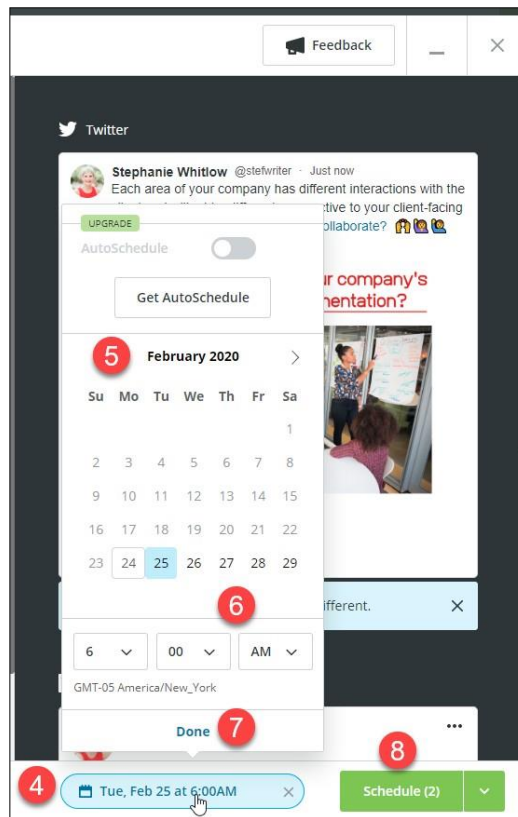 Feedback
Twitter
Stephanie Whitlow @stefwriter · Just now
Each area of your company has different interactions with the
tive to your client-facing
UPGRADE
collaborate?
AutoSchedule
Get AutoSchedule
ur company's
mentation?
5
February 2020
Su Mo Tu We Th Fr Sa
1
2 3 4 5 6 7 8
9 10 11 12 13 14 15
16 17 18 19 20 21 22
23 24 25 26 27 28 29
6
ifferent.
6 00 AM
GMT-05 America/New_York
Done
7
8
4
Tue, Feb 25 at 6:00AM
Schedule (2)